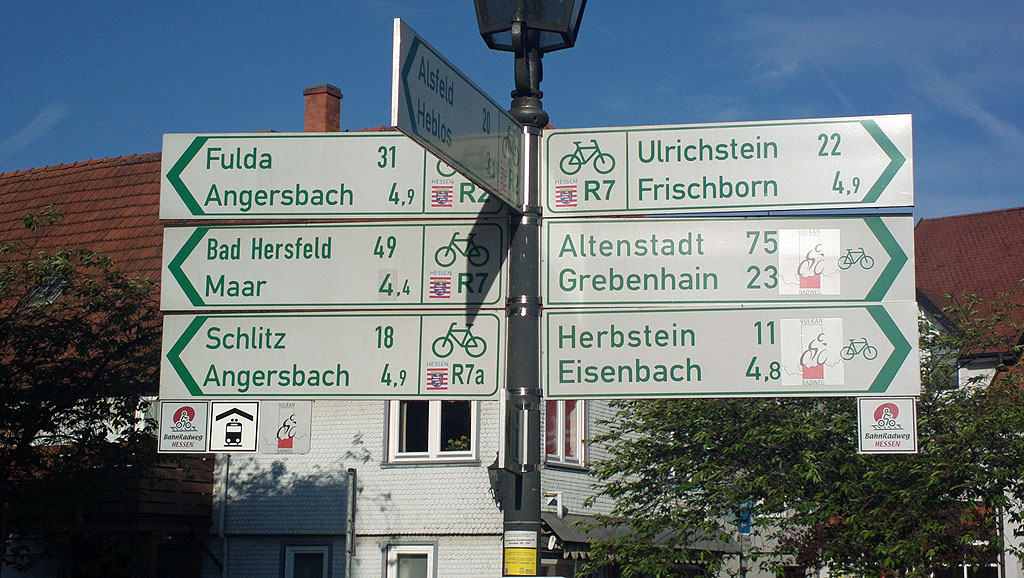 Alsfeld 20
Heblos
Fulda 31
Angersbach 4,9
HESSEN R2
Bad Hersfeld 49
Maar 4,4
HESSEN R7
Schlitz 18
Angersbach 4,9
HESSEN R7a
BahnRadweg
HESSEN
VULKAN
HESSEN R7
Ulrichstein 22
Frischborn 4,9
Altenstadt 75
Grebenhain 23
VULKAN
RADWEG
Herbstein 11
Eisenbach 4,8
VULKAN
RADWEG
BahnRadweg
HESSEN